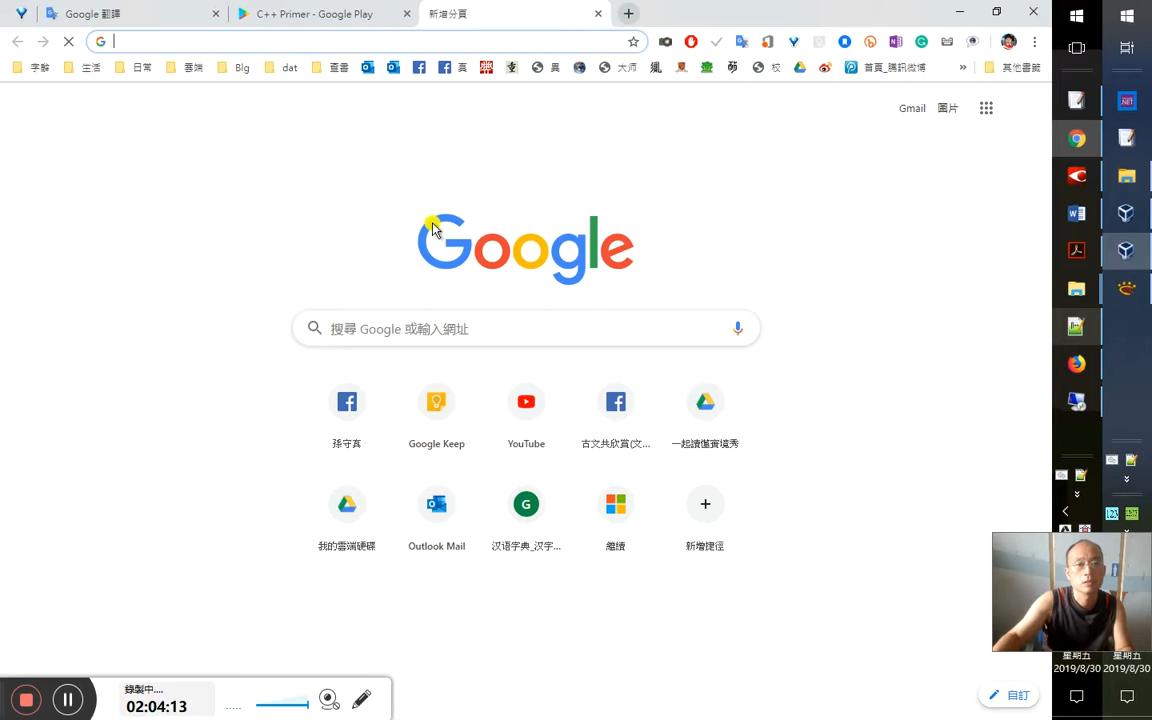 Google 翻譯
C++ Primer - Google Play
新增分頁
字辭
生活
日常
雲端
Blg
dat
查書
真
異
大师
校
首頁_騰訊微博
»
其他書籤
Gmail
圖片
Google
搜尋 Google 或輸入網址
孫守真
Google Keep
YouTube
古文共欣賞(文...
一起讀懂實境秀
我的雲端硬碟
Outlook Mail
汉语字典_汉字...
繼續
新增捷徑
自訂
錄製中....
02:04:13
星期五
2019/8/30
星期五
2019/8/30